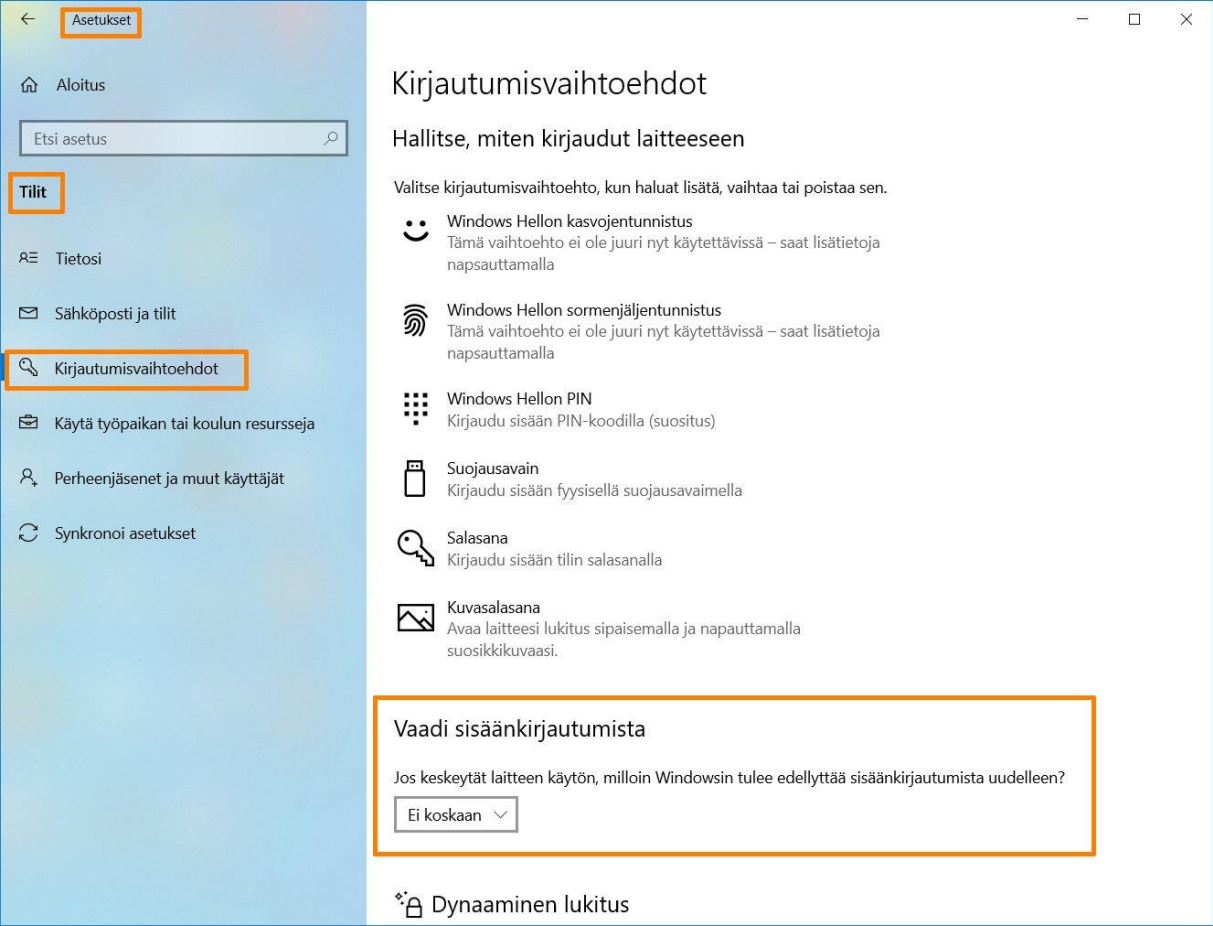 Asetukset
Aloitus
Etsi asetus
Tilit
Tietosi
Sähköposti ja tilit
Kirjautumisvaihtoehdot
Käytä työpaikan tai koulun resursseja
Perheenjäsenet ja muut käyttäjät
Synkronoi asetukset
Kirjautumisvaihtoehdot
Hallitse, miten kirjaudut laitteeseen
Valitse kirjautumisvaihtoehto, kun haluat lisätä, vaihtaa tai poistaa sen.
Windows Hellon kasvojentunnistus
Tämä vaihtoehto ei ole juuri nyt käytettävissä – saat lisätietoja
napsauttamalla
Windows Hellon sormenjäljentunnistus
Tämä vaihtoehto ei ole juuri nyt käytettävissä – saat lisätietoja
napsauttamalla
Windows Hellon PIN
Kirjaudu sisään PIN-koodilla (suositus)
Suojausavain
Kirjaudu sisään fyysisellä suojausavaimella
Salasana
Kirjaudu sisään tilin salasanalla
Kuvasalasana
Avaa laitteesi lukitus sipaisemalla ja napauttamalla
suosikkikuvaasi.
Vaadi sisäänkirjautumista
Jos keskeytät laitteen käytön, milloin Windowsin tulee edellyttää sisäänkirjautumista uudelleen?
Ei koskaan
Dynaaminen lukitus